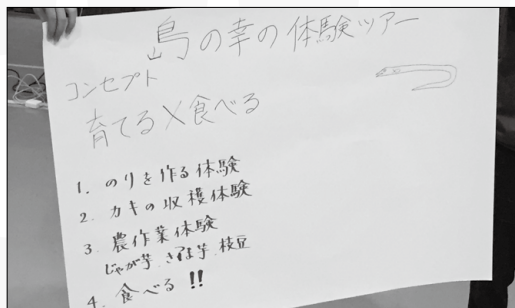 島の幸の体験ツアー
コンセプト
育てる×食べる
1. のりを作る体験
2. カキの収穫体験
3. 農作業体験
じゃが芋 さつま芋 枝豆
4. 食べる!!